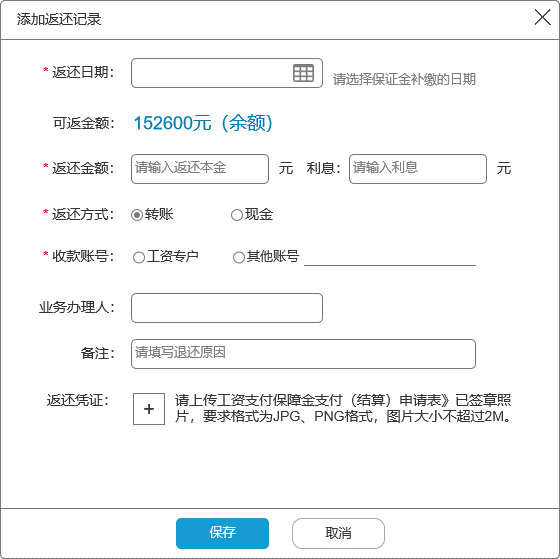 添加返还记录
* 返还日期： 请选择保证金补缴的日期
可返金额： 152600元（余额）
* 返还金额： 请输入返还本金 元 利息： 请输入利息 元
* 返还方式： 转账 现金
* 收款账号： 工资专户 其他账号
业务办理人：
备注： 请填写退还原因
返还凭证： + 请上传工资支付保障金支付（结算）申请表》已签章照
片，要求格式为JPG、PNG格式，图片大小不超过2M。
保存 取消